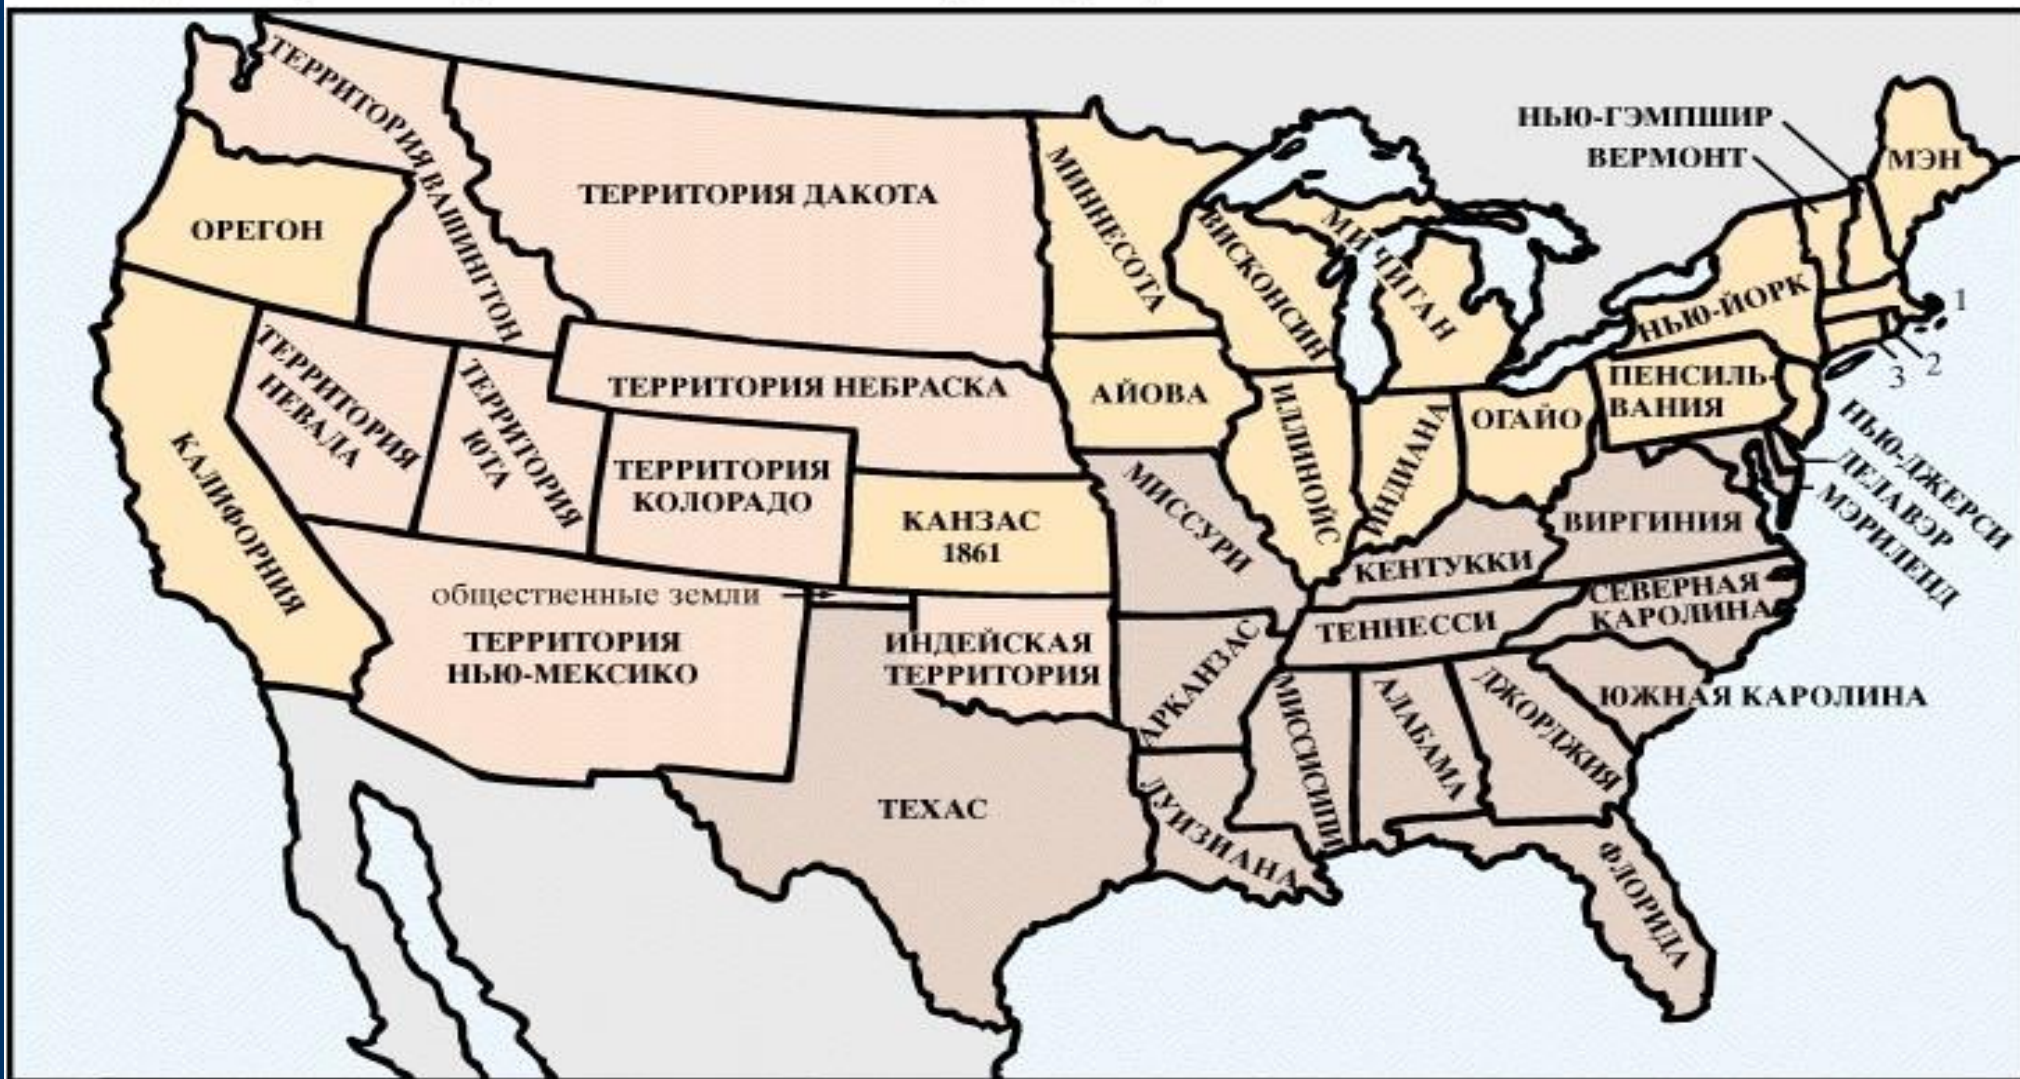 ТЕРРИТОРИЯ ВАШИНГТОН
ТЕРРИТОРИЯ ДАКОТА
МИННЕСОТА
ВИСКОНСИН
МИЧИГАН
НЬЮ-ГЭМПШИР
ВЕРМОНТ
МЭН
ОРЕГОН
НЬЮ-ЙОРК
1
2
3
ТЕРРИТОРИЯ
НЕВАДА
ТЕРРИТОРИЯ
ЮТА
ТЕРРИТОРИЯ НЕБРАСКА
АЙОВА
ИЛЛИНОЙС
ИНДИАНА
ОГАЙО
ПЕНСИЛЬ-
ВАНИЯ
НЬЮ-ДЖЕРСИ
ДЕЛАВЭР
МЭРИЛЕНД
КАЛИФОРНИЯ
ТЕРРИТОРИЯ
КОЛОРАДО
КАНЗАС
1861
МИССУРИ
КЕНТУККИ
ВИРГИНИЯ
общественные земли
ТЕРРИТОРИЯ
НЬЮ-МЕКСИКО
ИНДЕЙСКАЯ
ТЕРРИТОРИЯ
АРКАНЗАС
ТЕННЕССИ
СЕВЕРНАЯ
КАРОЛИНА
ЮЖНАЯ КАРОЛИНА
ТЕХАС
ЛУИЗИАНА
МИССИСИПИ
АЛАБАМА
ДЖОРДЖИЯ
ФЛОРИДА